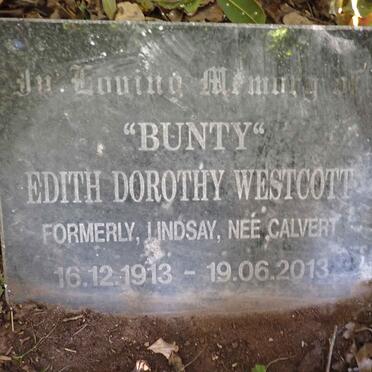 In Loving Memory of
"BUNTY"
EDITH DOROTHY WESTCOTT
FORMERLY, LINDSAY, NEE CALVERT
16.12.1913 - 19.06.2013